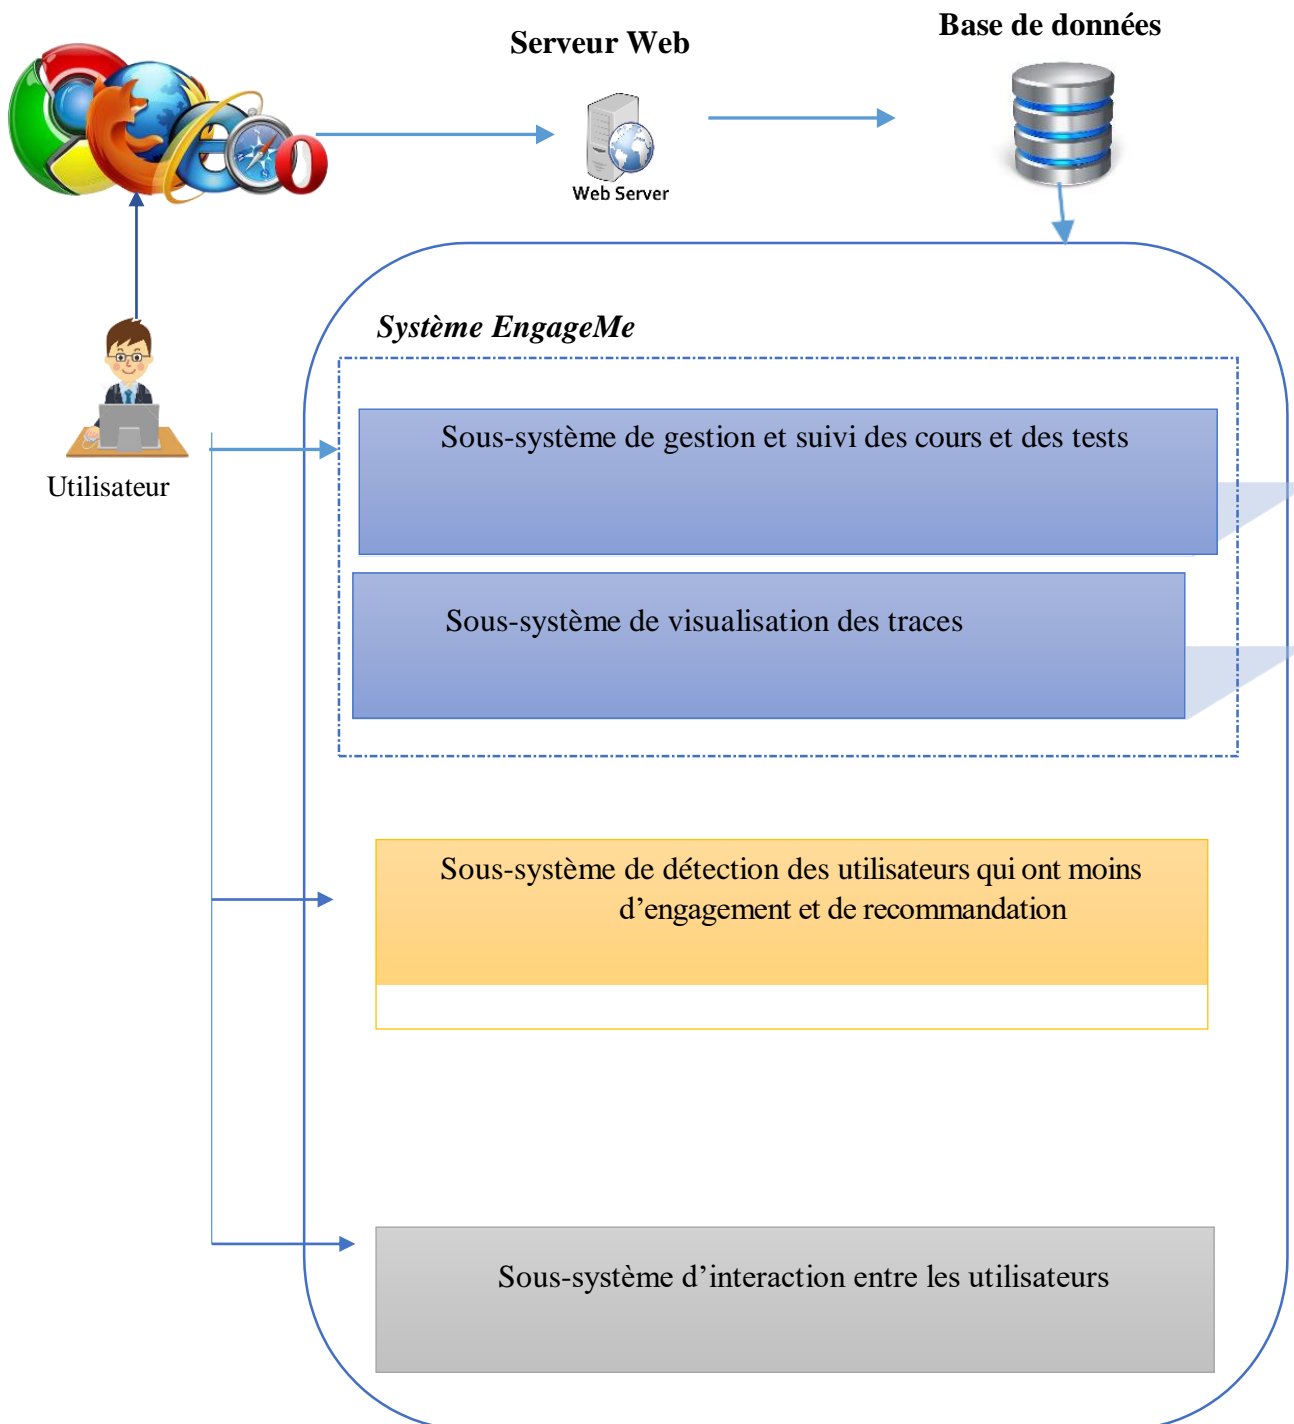 Serveur Web
Base de données
Web Server
Système EngageMe
Sous-système de gestion et suivi des cours et des tests
Utilisateur
Sous-système de visualisation des traces
Sous-système de détection des utilisateurs qui ont moins
d’engagement et de recommandation
Sous-système d’interaction entre les utilisateurs